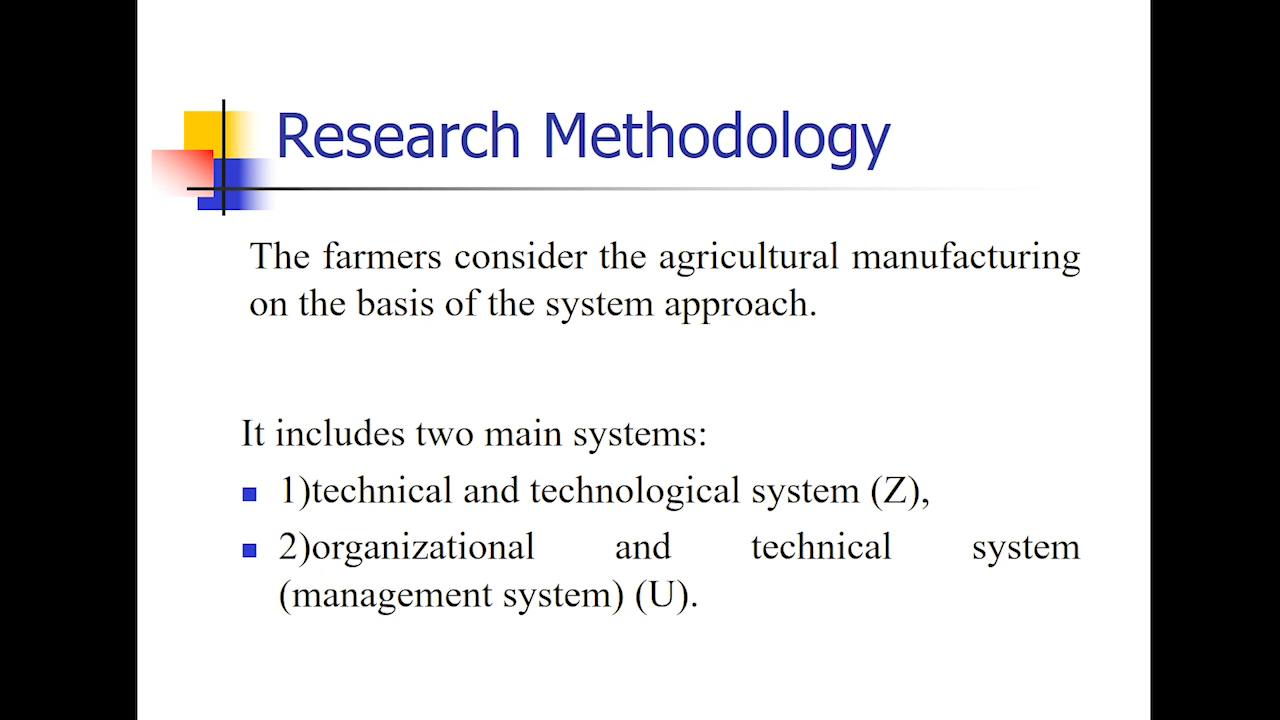 Research Methodology
The farmers consider the agricultural manufacturing
on the basis of the system approach.
It includes two main systems:
1)technical and technological system (Z),
2)organizational and technical system
(management system) (U).